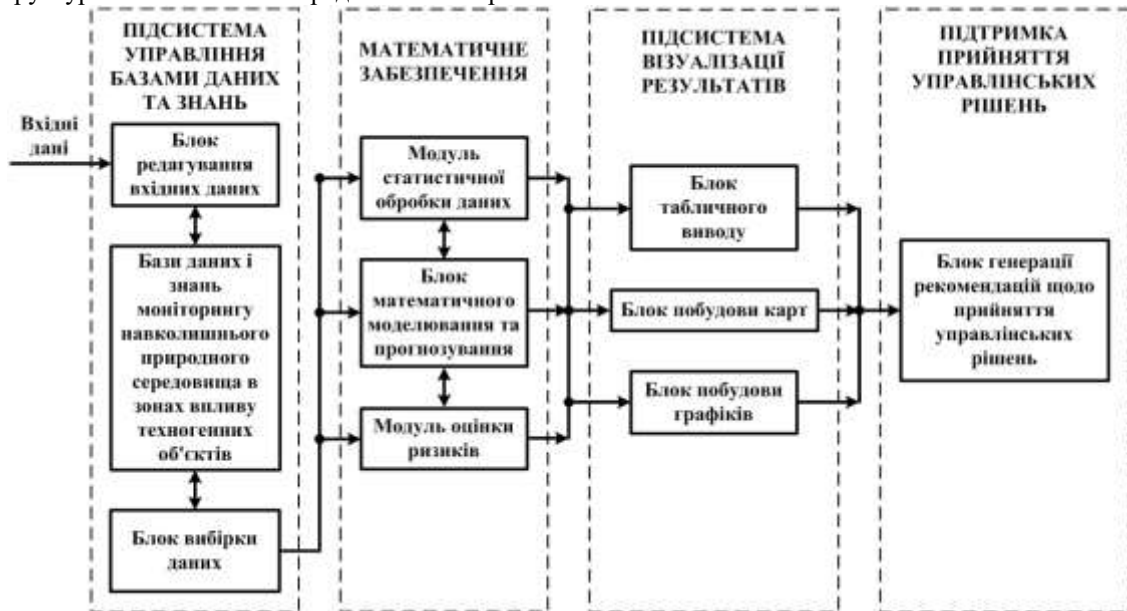 ПІДСИСТЕМА
УПРАВЛІННЯ
БАЗАМИ ДАНИХ
ТА ЗНАНЬ
МАТЕМАТИЧНЕ
ЗАБЕЗПЕЧЕННЯ
ПІДСИСТЕМА
ВІЗУАЛІЗАЦІЇ
РЕЗУЛЬТАТІВ
ПІДТРИМКА
ПРИЙНЯТТЯ
УПРАВЛІНСЬКИХ
РІШЕНЬ
Вхідні
дані
Блок
редагування
вхідних даних
Бази даних і
знань
моніторингу
навколишнього
природного
середовища в
зонах впливу
техногенних
об'єктів
Блок вибірки
даних
Модуль
статистичної
обробки даних
Блок
математичного
моделювання та
прогнозування
Модуль оцінки
ризиків
Блок
табличного
виводу
Блок побудови карт
Блок побудови
графіків
Блок генерації
рекомендацій щодо
прийняття
управлінських
рішень